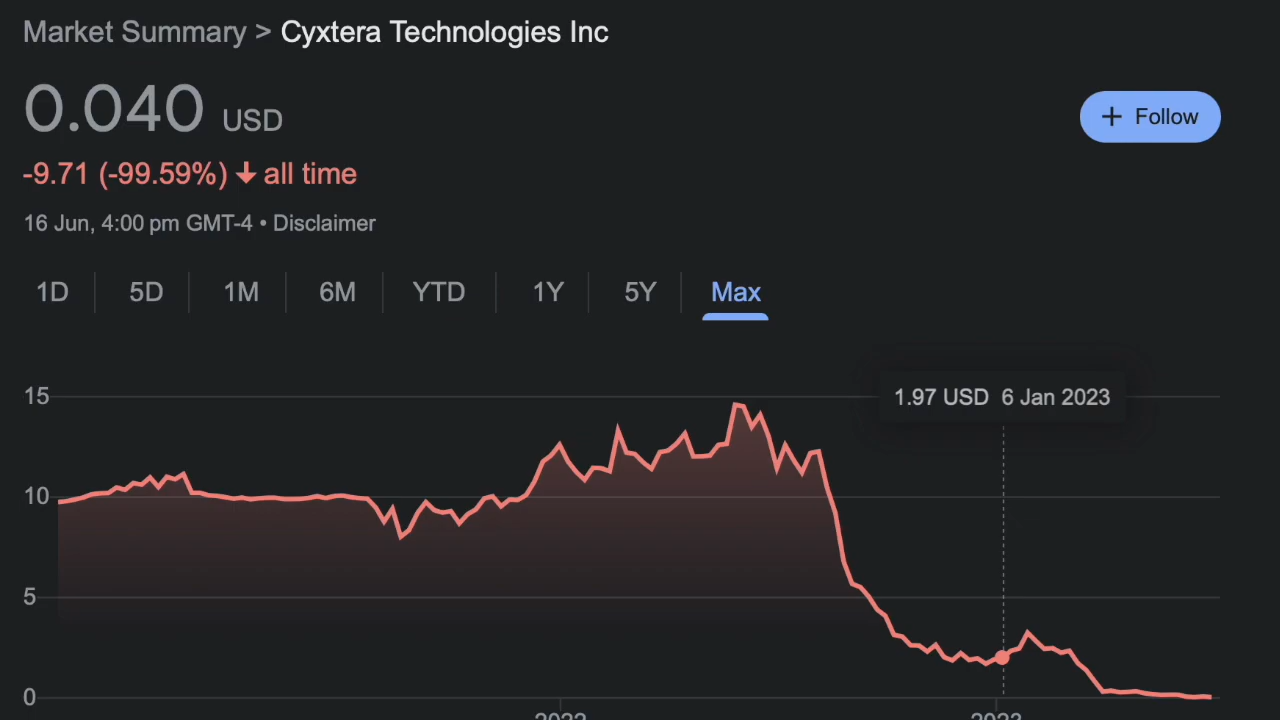 Market Summary > Cyxtera Technologies Inc
0.040 USD
+ Follow
-9.71 (-99.59%) ↓ all time
16 Jun, 4:00 pm GMT-4 • Disclaimer
1D 5D 1M 6M YTD 1Y 5Y Max
15
1.97 USD 6 Jan 2023
10
5
0
2022 2023